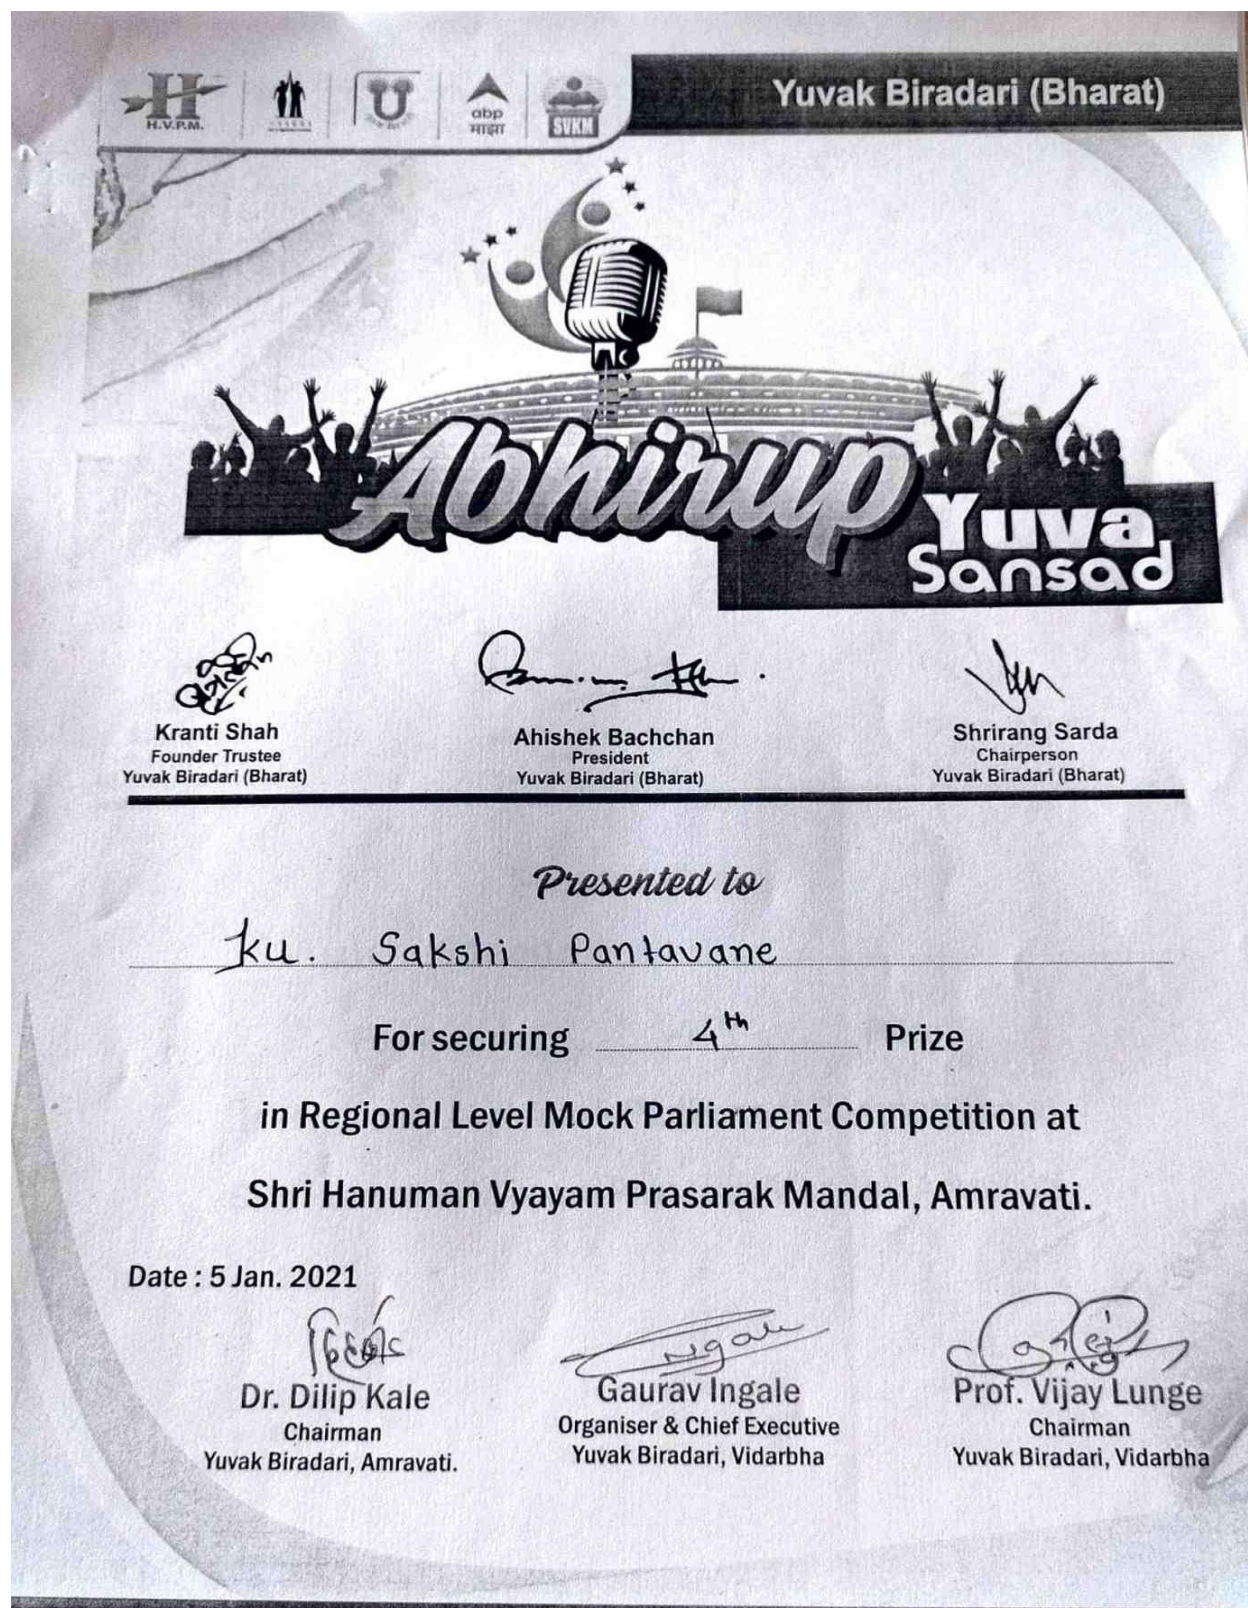 H.V.P.M.
abp
माझा
SVKM
Yuvak Biradari (Bharat)
Abhirup
Yuva
Sansad
Kranti Shah
Founder Trustee
Yuvak Biradari (Bharat)
Ahishek Bachchan
President
Yuvak Biradari (Bharat)
Shrirang Sarda
Chairperson
Yuvak Biradari (Bharat)
Presented to
Ku. Sakshi Pantavane
For securing 4th Prize
in Regional Level Mock Parliament Competition at
Shri Hanuman Vyayam Prasarak Mandal, Amravati.
Date : 5 Jan. 2021
Dr. Dilip Kale
Chairman
Yuvak Biradari, Amravati.
Ngale
Gaurav Ingale
Organiser & Chief Executive
Yuvak Biradari, Vidarbha
Prof. Vijay Lunge
Chairman
Yuvak Biradari, Vidarbha